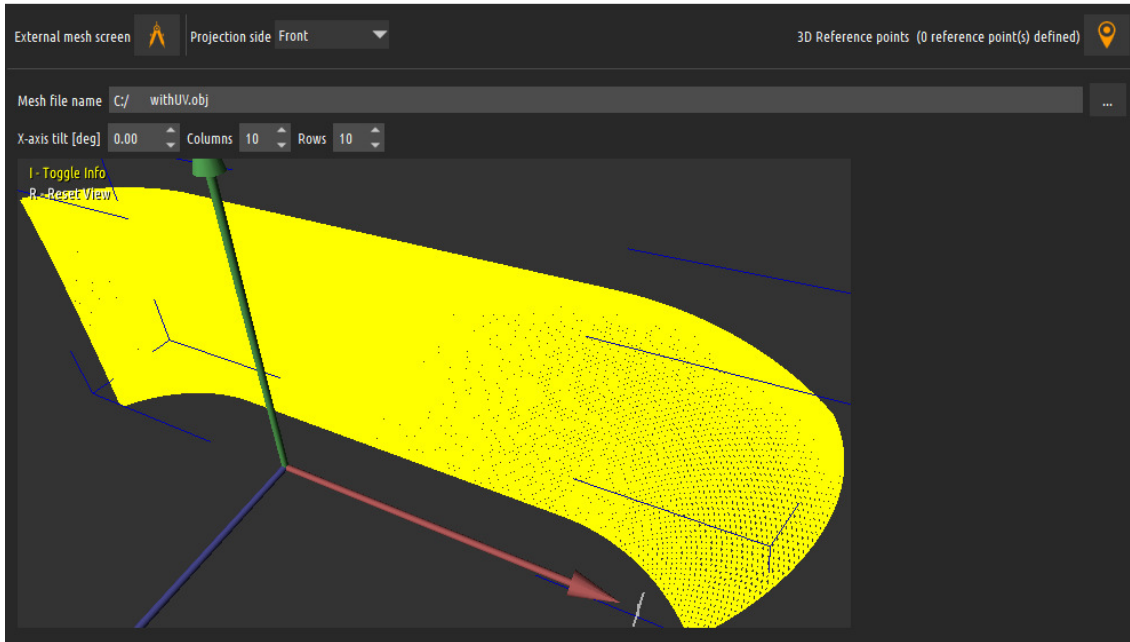 External mesh screen Projection side Front 3D Reference points (0 reference point(s) defined)
Mesh file name C:/ withUV.obj ...
X-axis tilt [deg] 0.00 Columns 10 Rows 10
I - Toggle Info
R - Reset View